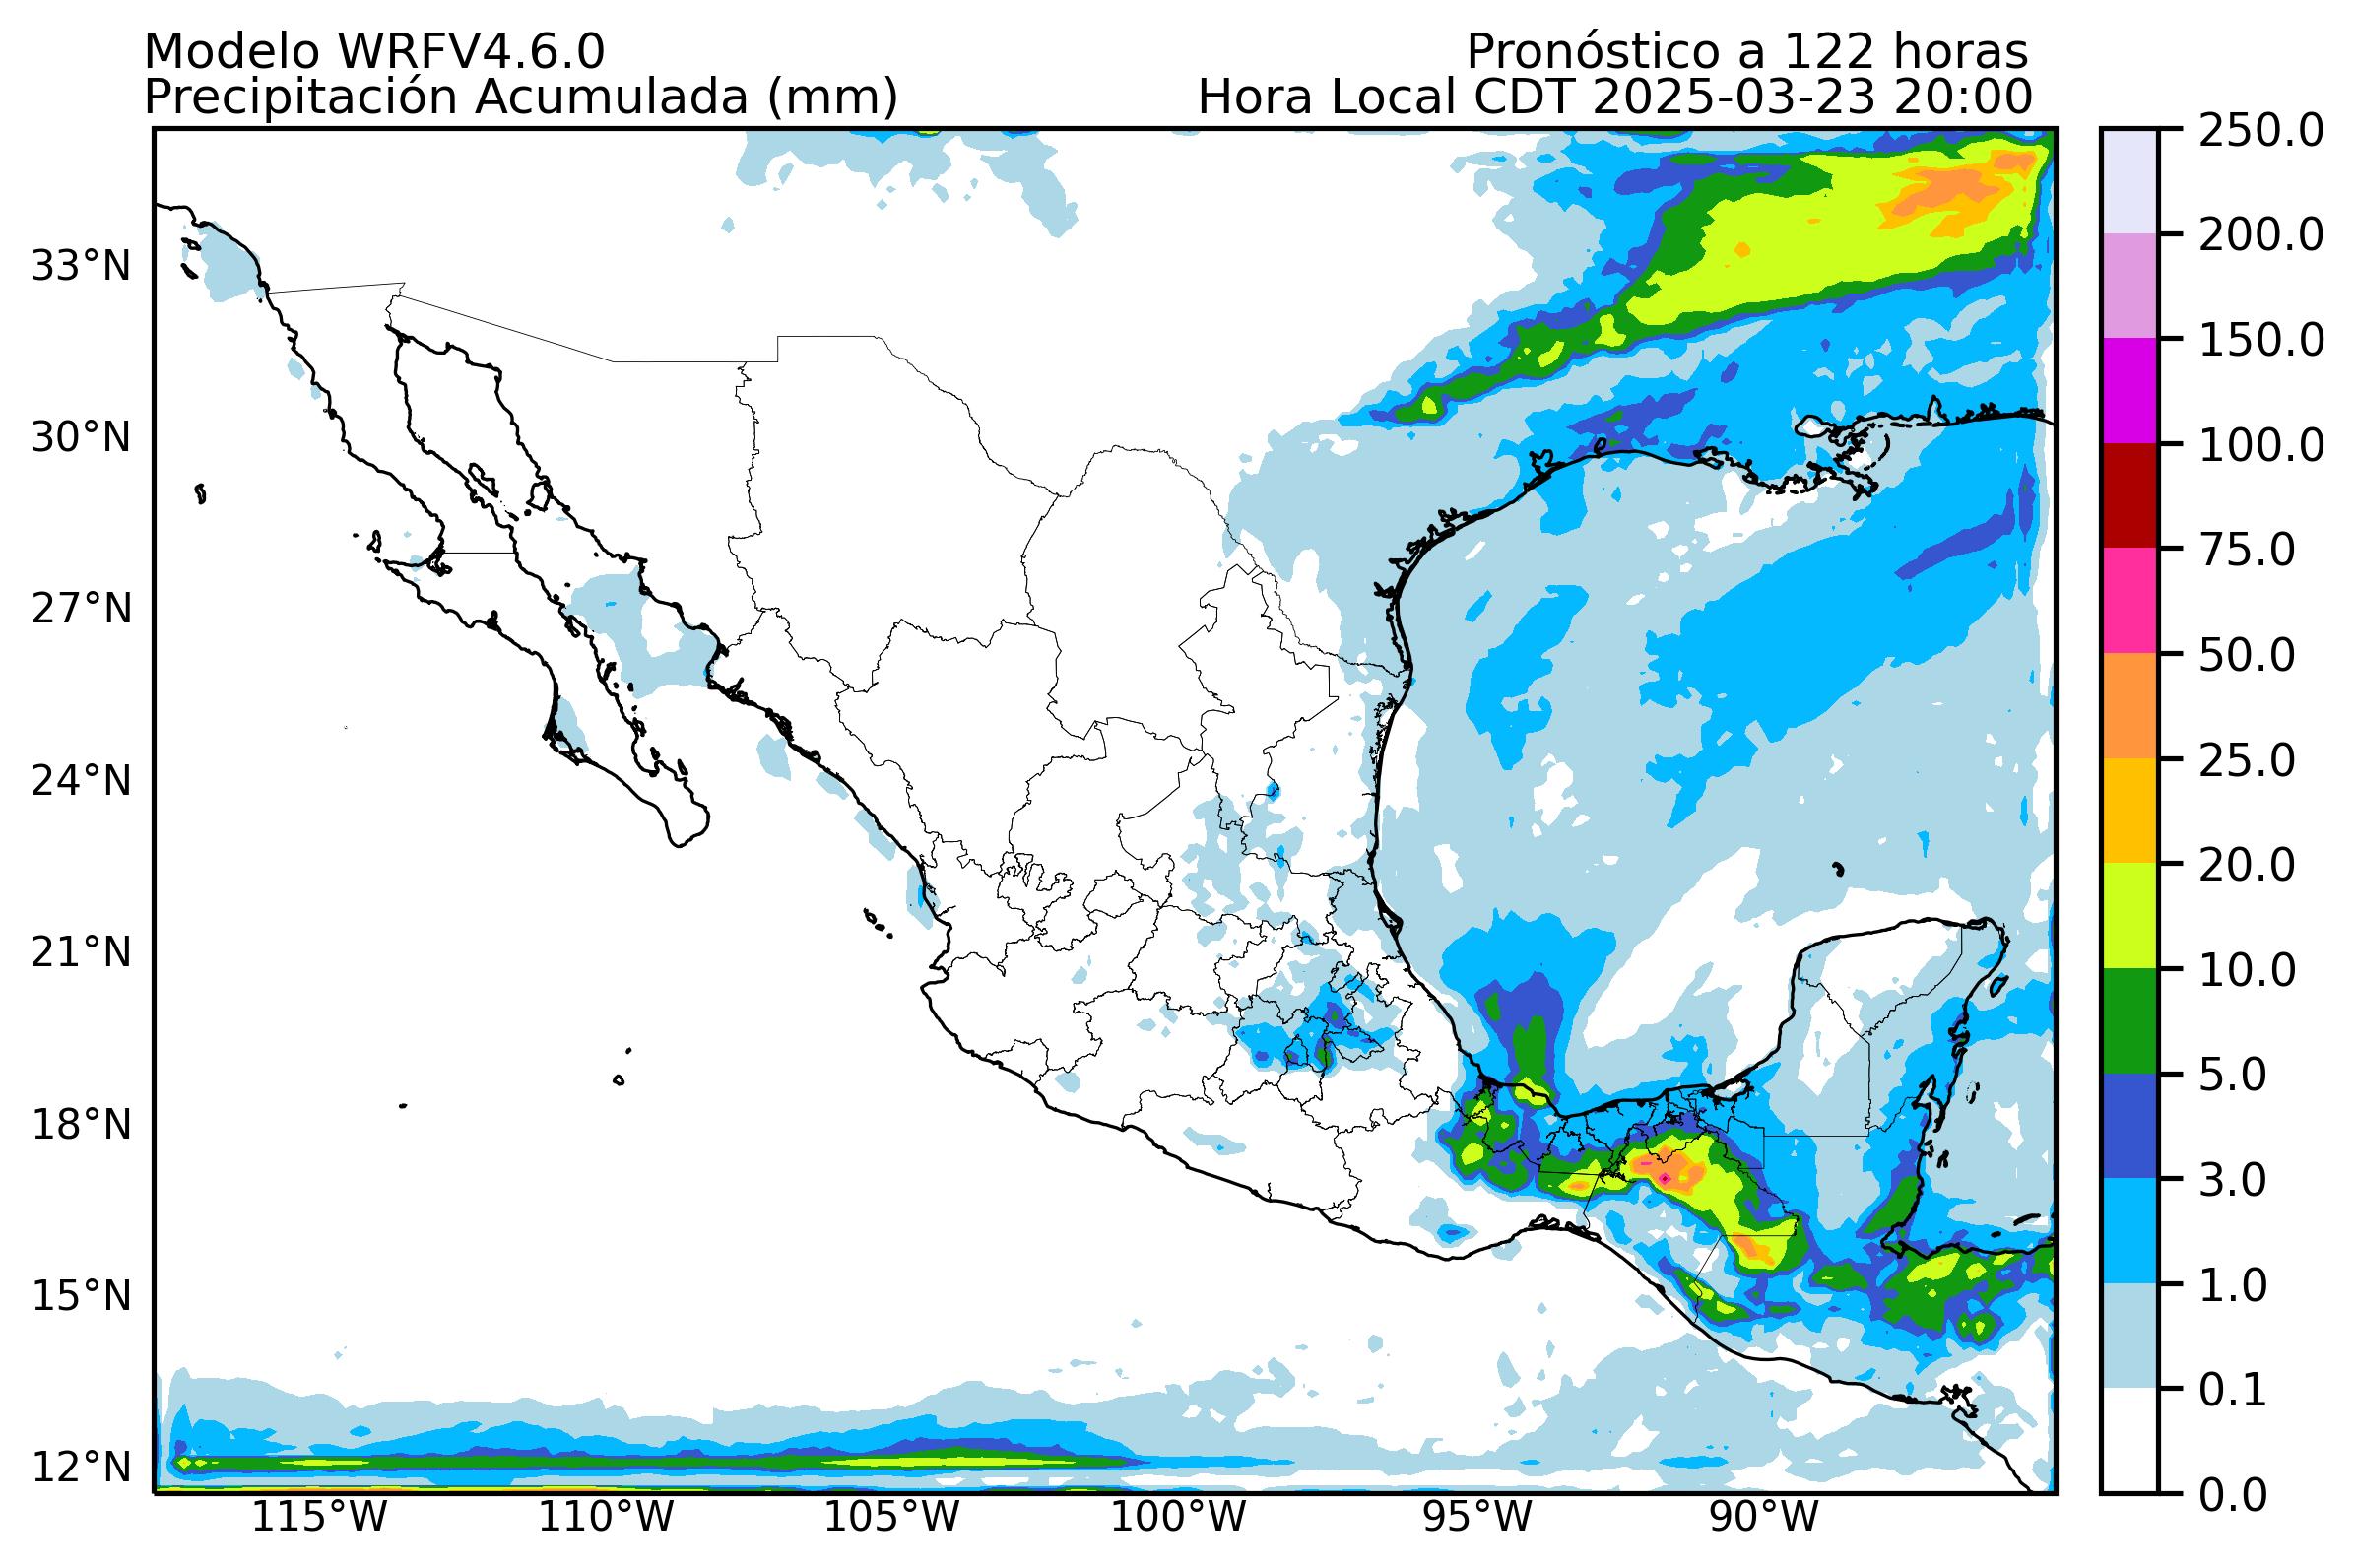 Modelo WRFV4.6.0
Pronóstico a 122 horas
Precipitación Acumulada (mm)
Hora Local CDT 2025-03-23 20:00
33°N
30°N
27°N
24°N
21°N
18°N
15°N
12°N
115°W
110°W
105°W
100°W
95°W
90°W
250.0
200.0
150.0
100.0
75.0
50.0
25.0
20.0
10.0
5.0
3.0
1.0
0.1
0.0